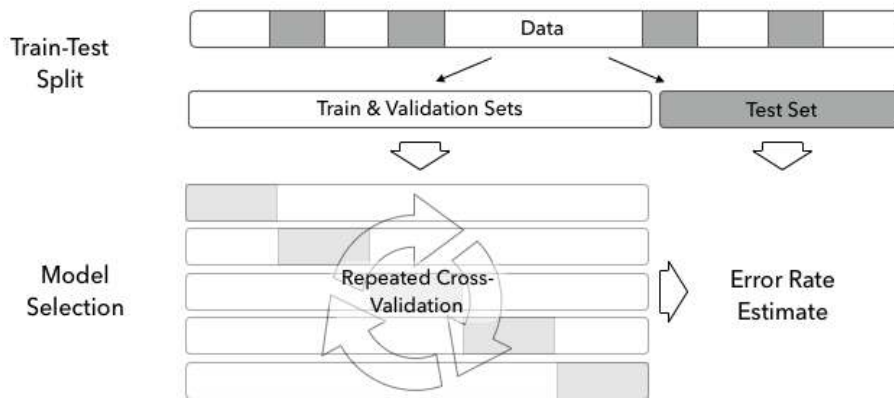 Train-Test
Split
Data
Train & Validation Sets
Test Set
Model
Selection
Repeated Cross-
Validation
Error Rate
Estimate